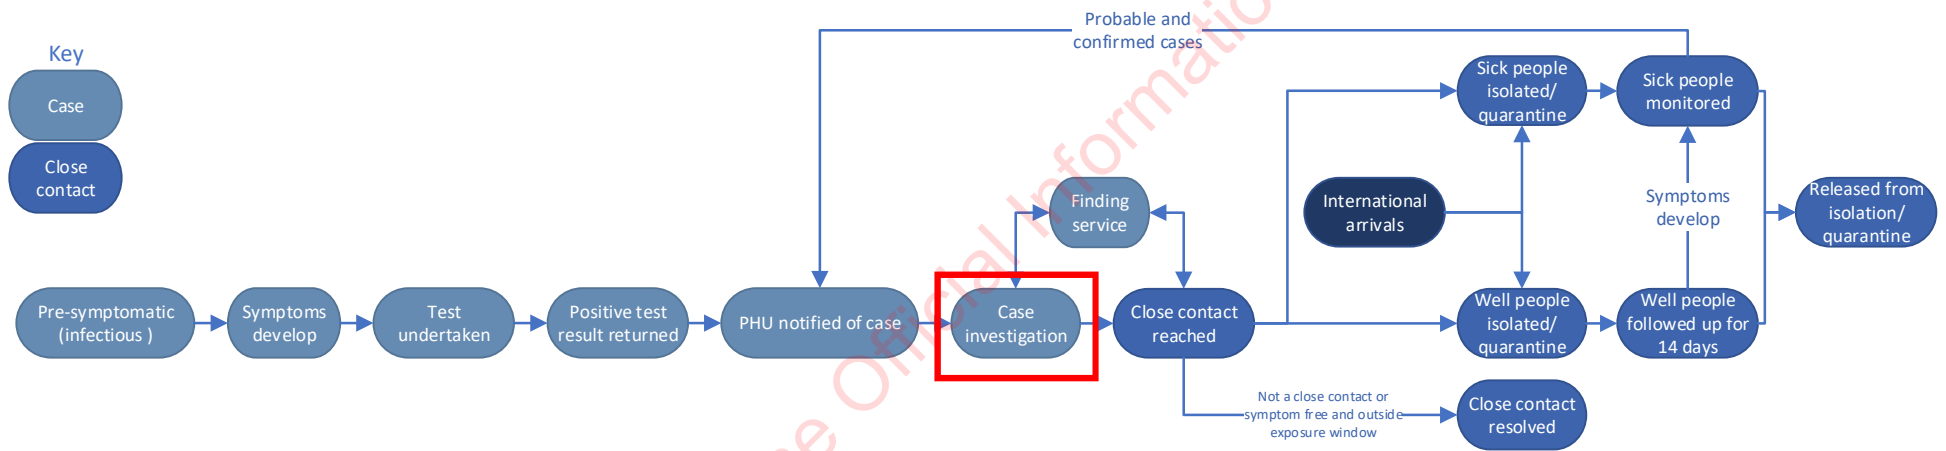 Key
Case
Close
contact
Probable and
confirmed cases
Sick people
isolated/
quarantine
Sick people
monitored
Finding
service
International
arrivals
Symptoms
develop
Released from
isolation/
quarantine
Pre-symptomatic
(infectious )
Symptoms
develop
Test
undertaken
Positive test
result returned
PHU notified of case
Case
investigation
Close contact
reached
Well people
isolated/
quarantine
Well people
followed up for
14 days
Not a close contact or
symptom free and outside
exposure window
Close contact
resolved
Official Information